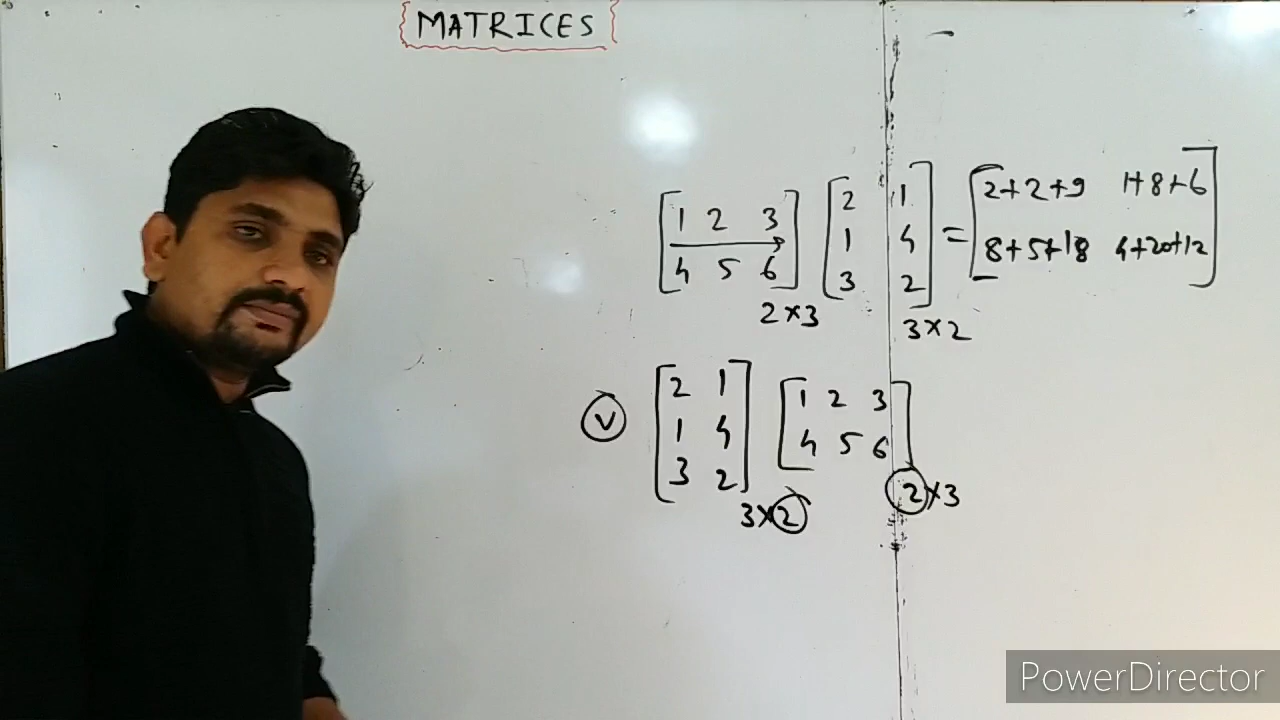 MATRICES
[1 2 3] [2 1] = [2+2+9 1+8+6]
[4 5 6] [1 4] [8+5+18 4+20+12]
[3 2]
2×3 3×2
(v) [2 1] [1 2 3]
[1 4] [4 5 6]
[3 2]
3×2 2×3
PowerDirector